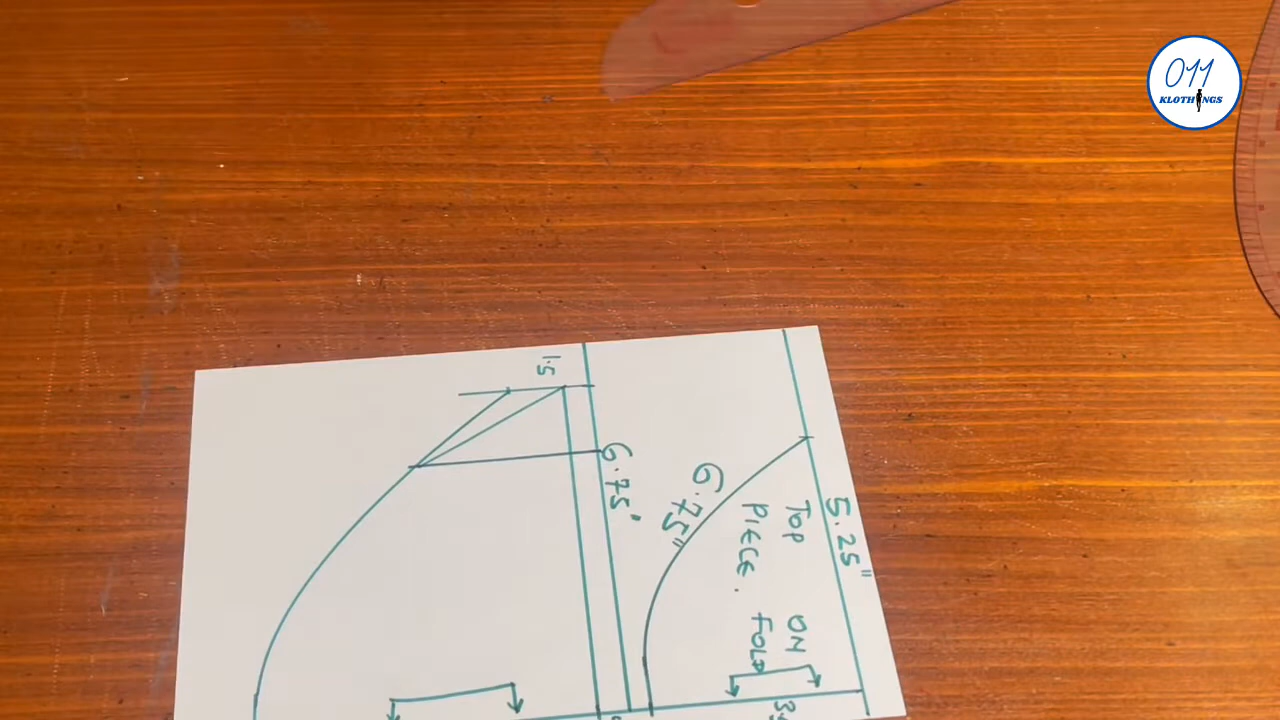 011
KLOTHINGS
1.5
6.75"
6.75"
5.25"
TOP ON
PIECE. FOLD